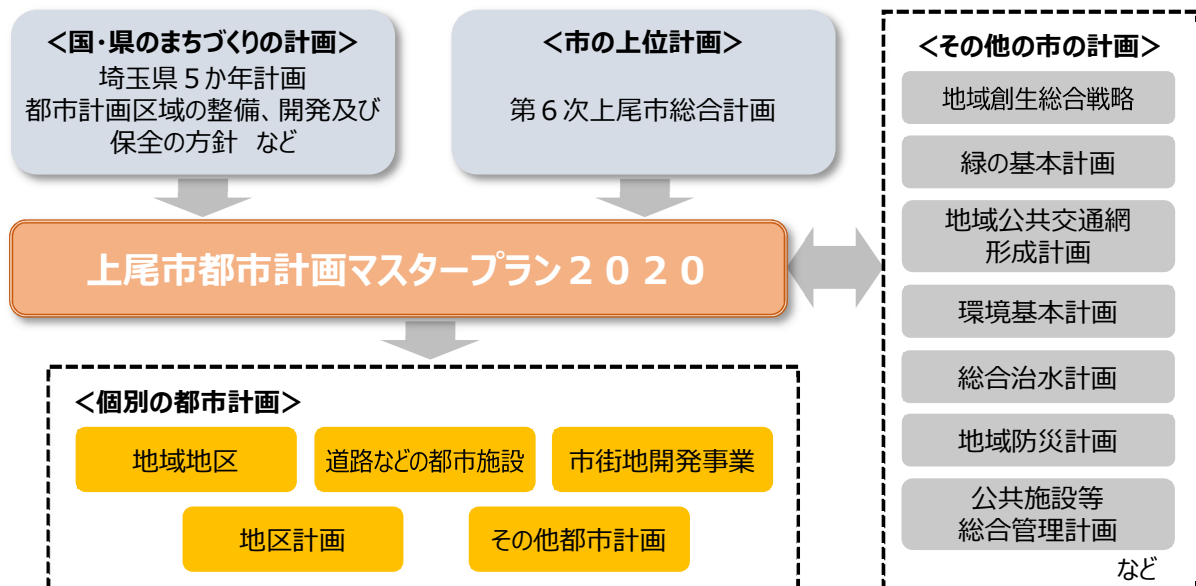 <国・県のまちづくりの計画>
埼玉県５か年計画
都市計画区域の整備、開発及び
保全の方針　など
<市の上位計画>
第６次上尾市総合計画
上尾市都市計画マスタープラン２０２０
<個別の都市計画>
地域地区
道路などの都市施設
市街地開発事業
地区計画
その他都市計画
<その他の市の計画>
地域創生総合戦略
緑の基本計画
地域公共交通網
形成計画
環境基本計画
総合治水計画
地域防災計画
公共施設等
総合管理計画
など